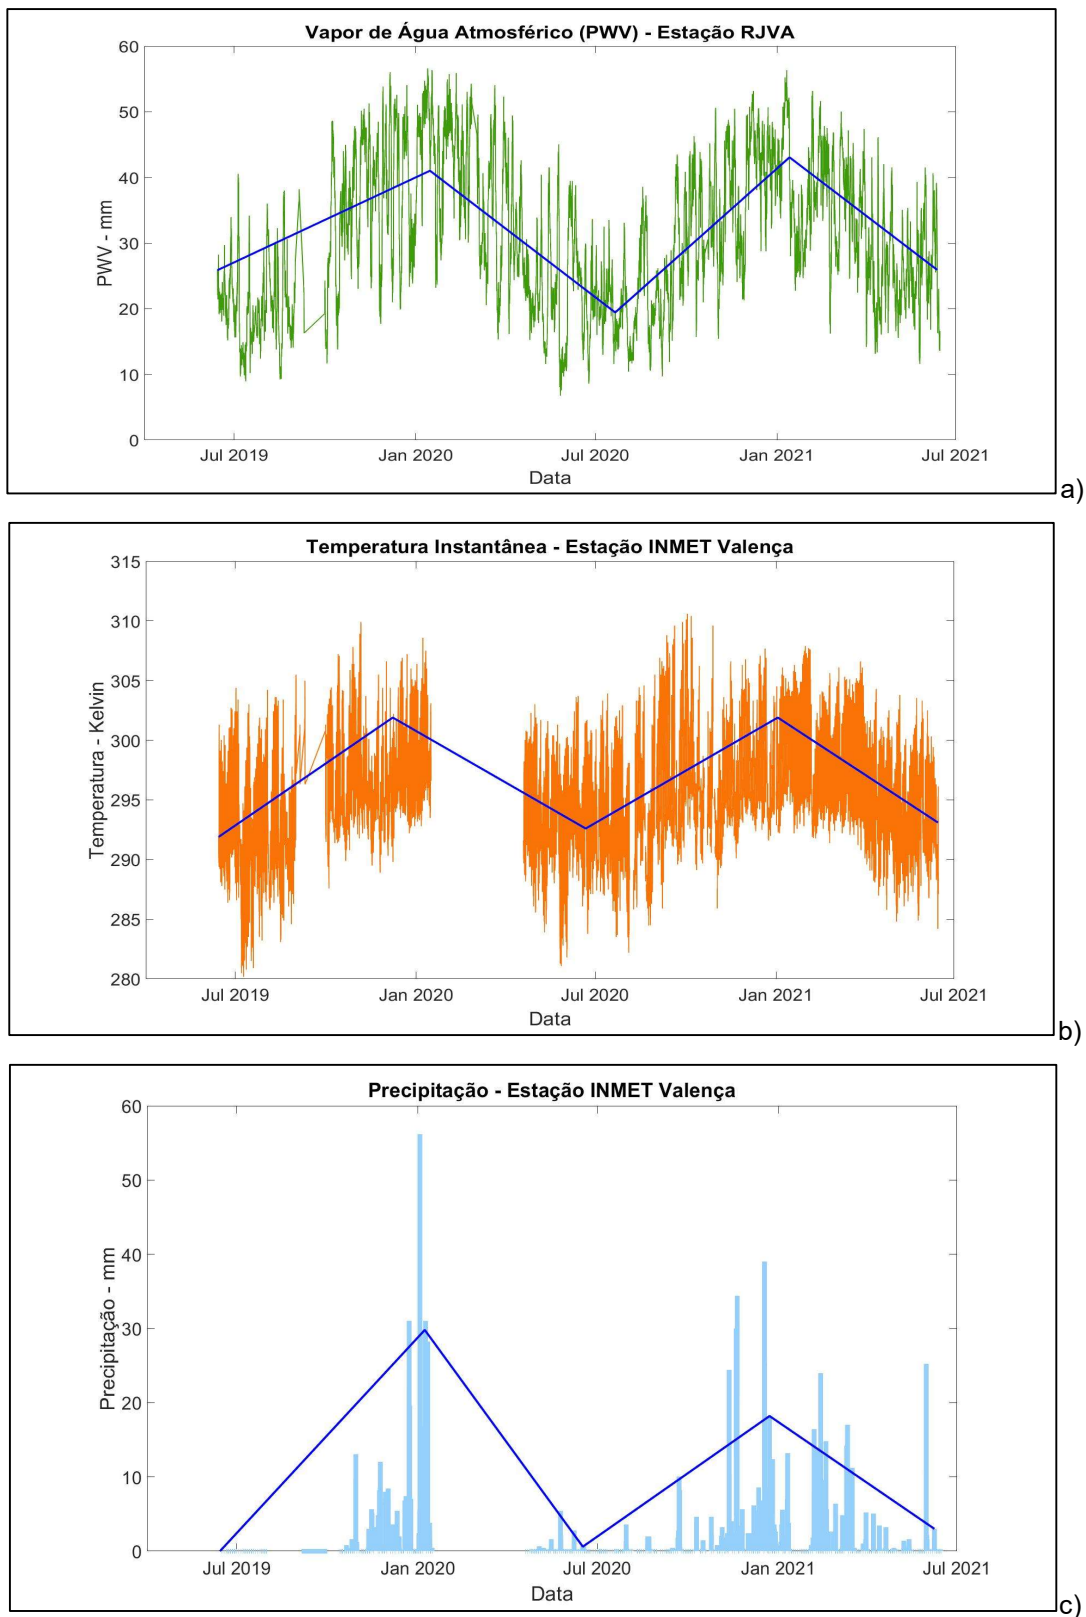 Vapor de Água Atmosférico (PWV) - Estação RJVA
60
50
40
30
20
10
0
PWV - mm
Jul 2019 Jan 2020 Jul 2020 Jan 2021 Jul 2021
Data
a)
Temperatura Instantânea - Estação INMET Valença
315
310
305
300
295
290
285
280
Temperatura - Kelvin
Jul 2019 Jan 2020 Jul 2020 Jan 2021 Jul 2021
Data
b)
Precipitação - Estação INMET Valença
60
50
40
30
20
10
0
Precipitação - mm
Jul 2019 Jan 2020 Jul 2020 Jan 2021 Jul 2021
Data
c)